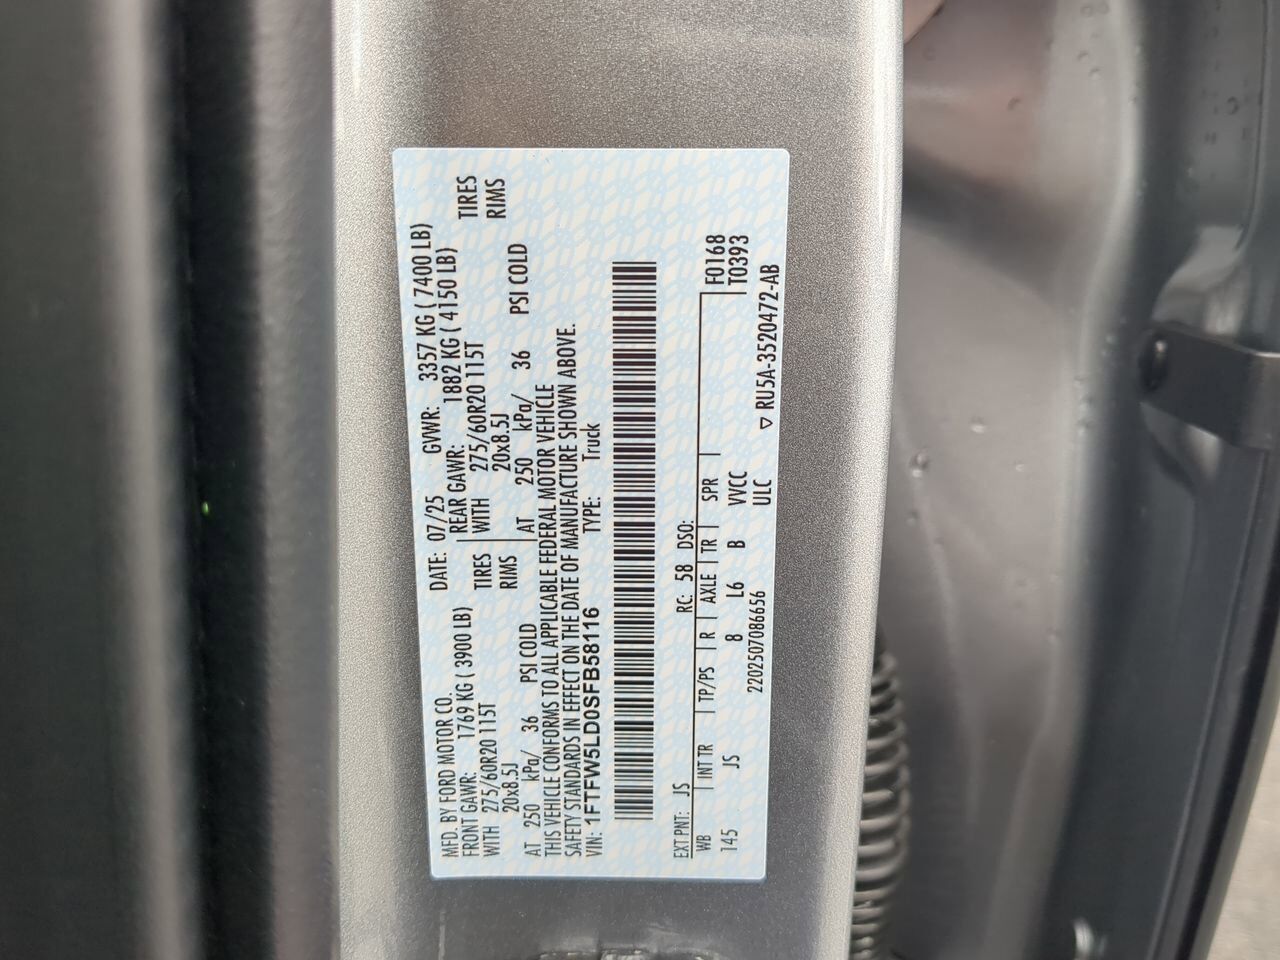 MFD. BY FORD MOTOR CO. DATE: 07/25 GVWR: 3357 KG ( 7400 LB)
FRONT GAWR: 1769 KG ( 3900 LB) REAR GAWR: 1882 KG ( 4150 LB)
WITH 275/60R20 115T TIRES WITH 275/60R20 115T TIRES
20x8.5J RIMS 20x8.5J RIMS
AT 250 kPa/ 36 PSI COLD AT 250 kPa/ 36 PSI COLD
THIS VEHICLE CONFORMS TO ALL APPLICABLE FEDERAL MOTOR VEHICLE
SAFETY STANDARDS IN EFFECT ON THE DATE OF MANUFACTURE SHOWN ABOVE.
VIN: 1FTFW5LD0SFB58116 TYPE: Truck
EXT PNT: JS RC: 58 DSO: F0168
WB INT TR TP/PS R AXLE TR SPR T0393
145 JS 8 L6 B VVCC
220250708665​6 ULC RU5A-3520472-AB